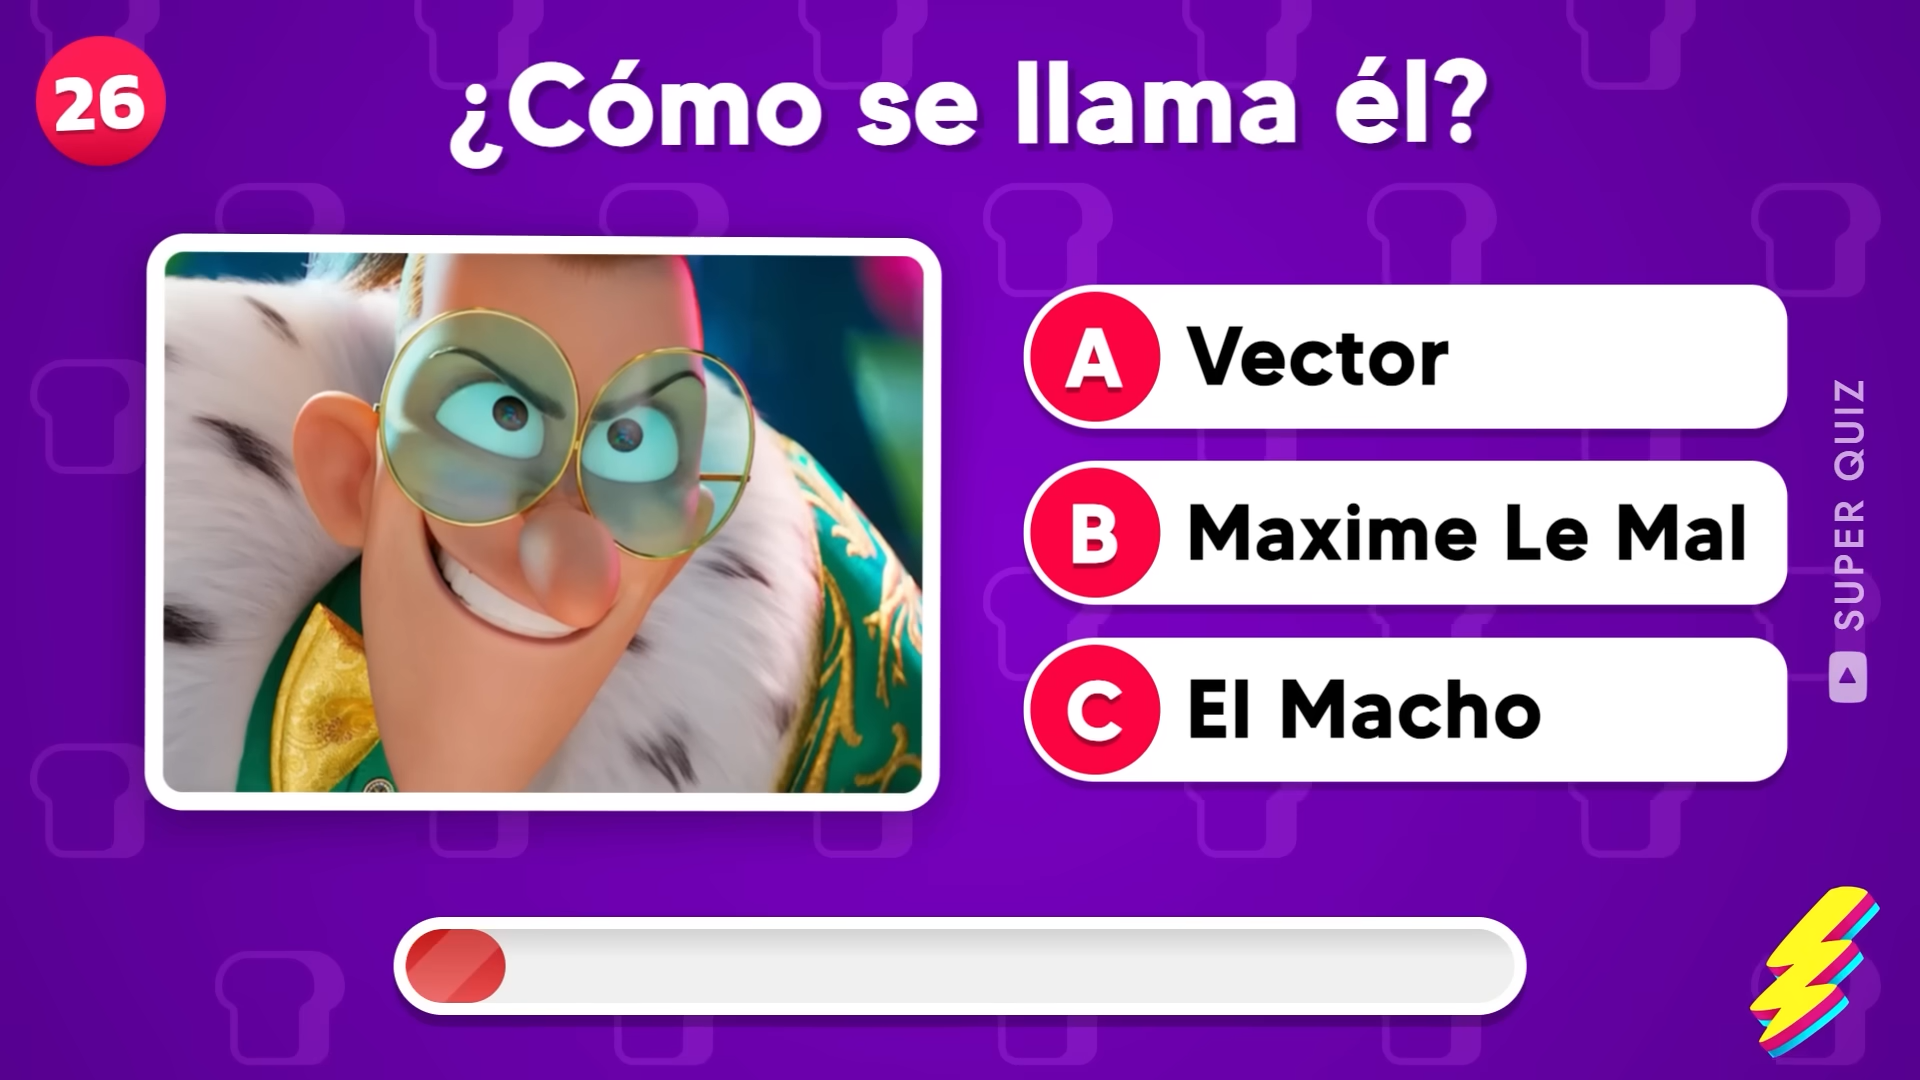 26
¿Cómo se llama él?
A Vector
B Maxime Le Mal
C El Macho
SUPER QUIZ